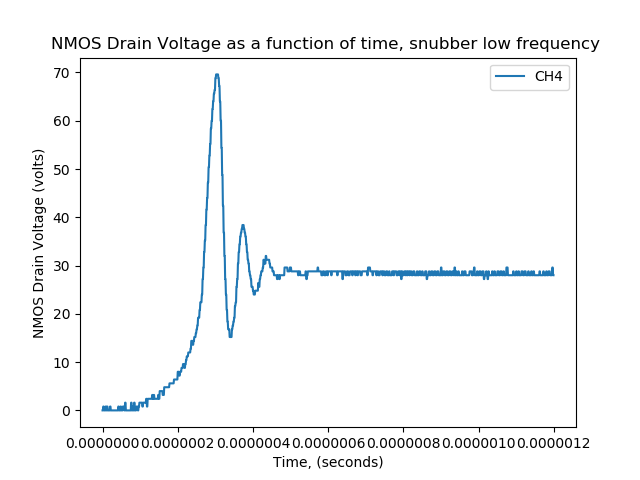 NMOS Drain Voltage as a function of time, snubber low frequency
CH4
70
60
50
40
30
20
10
0
NMOS Drain Voltage (volts)
0.0000000 0.0000002 0.0000004 0.0000006 0.0000008 0.0000010 0.0000012
Time, (seconds)